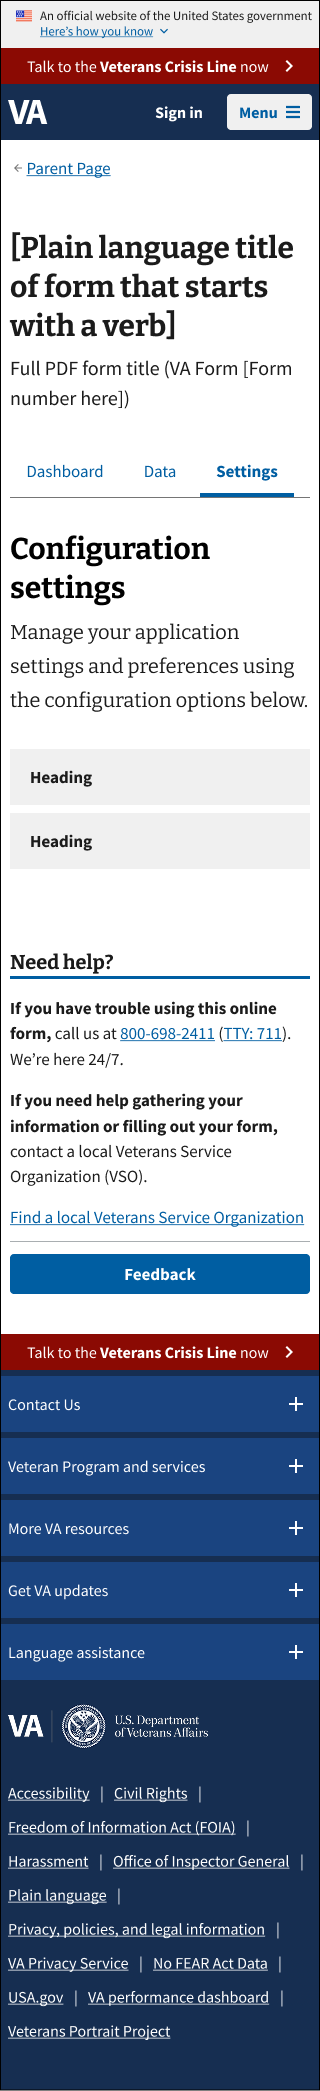 An official website of the United States government
Here's how you know
Talk to the Veterans Crisis Line now
VA
Sign in
Menu
Parent Page
[Plain language title
of form that starts
with a verb]
Full PDF form title (VA Form [Form
number here])
Dashboard Data Settings
Configuration
settings
Manage your application
settings and preferences using
the configuration options below.
Heading
Heading
Need help?
If you have trouble using this online
form, call us at 800-698-2411 (TTY: 711).
We’re here 24/7.
If you need help gathering your
information or filling out your form,
contact a local Veterans Service
Organization (VSO).
Find a local Veterans Service Organization
Feedback
Talk to the Veterans Crisis Line now
Contact Us
Veteran Program and services
More VA resources
Get VA updates
Language assistance
VA | U.S. Department
of Veterans Affairs
Accessibility | Civil Rights |
Freedom of Information Act (FOIA) |
Harassment | Office of Inspector General |
Plain language |
Privacy, policies, and legal information |
VA Privacy Service | No FEAR Act Data |
USA.gov | VA performance dashboard |
Veterans Portrait Project